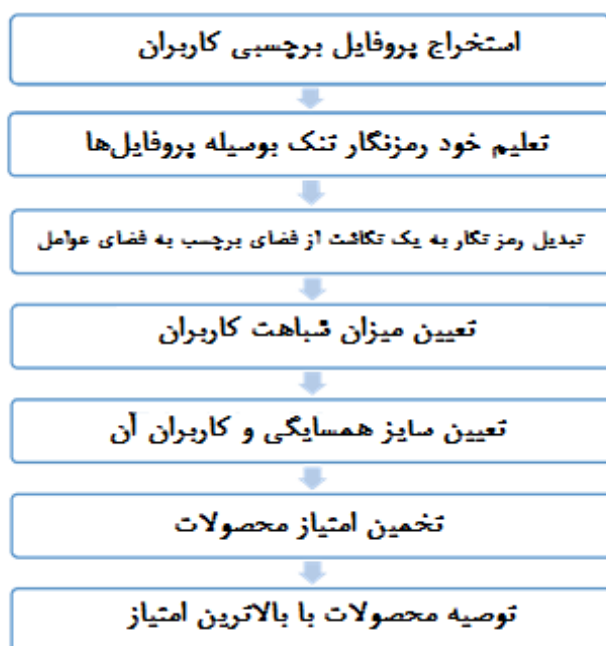 استخراج پروفایل برچسبی کاربران
تعلیم خود رمزنگار تنک بوسیله پروفایل‌ها
تبدیل رمز نگار به یک نگاشت از فضای برچسب به فضای عوامل
تعیین میزان شباهت کاربران
تعیین سایز همسایگی و کاربران آن
تخمین امتیاز محصولات
توصیه محصولات با بالاترین امتیاز